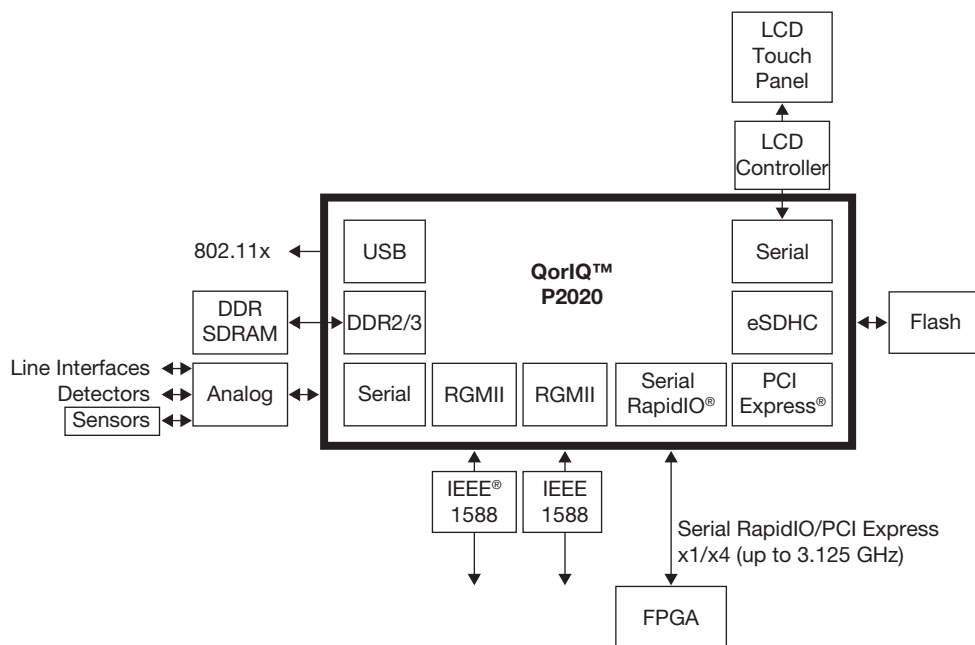 LCD
Touch
Panel
LCD
Controller
802.11x
USB
QorIQ™
P2020
Serial
DDR
SDRAM
DDR2/3
eSDHC
Flash
Line Interfaces
Detectors
Sensors
Analog
Serial
RGMII
RGMII
Serial
RapidIO®
PCI
Express®
IEEE®
1588
IEEE
1588
Serial RapidIO/PCI Express
x1/x4 (up to 3.125 GHz)
FPGA